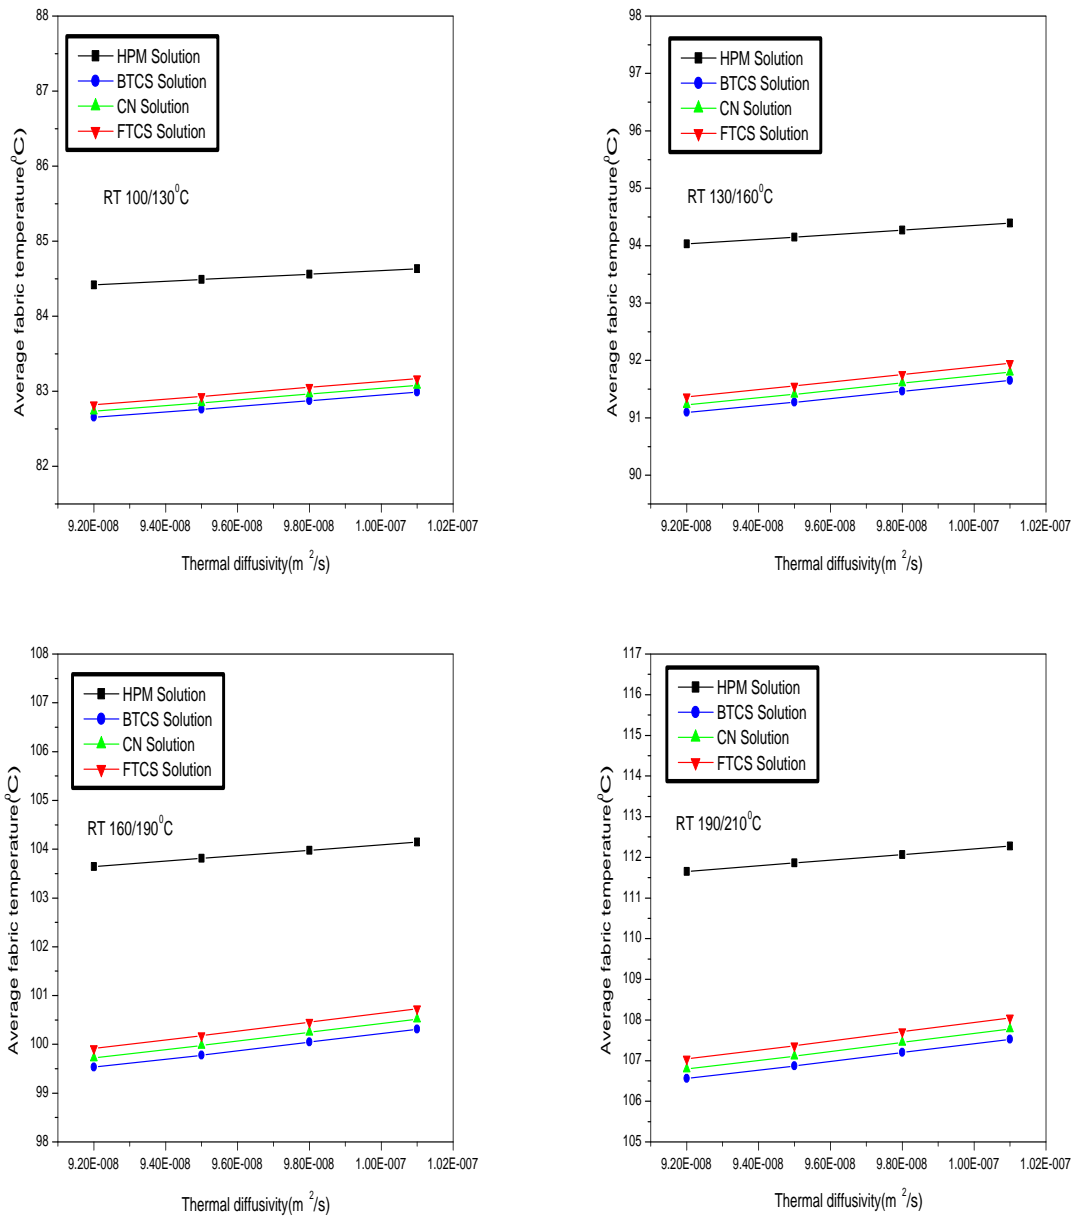 88
87
86
85
84
83
82
Average fabric temperature(⁰C)
HPM Solution
BTCS Solution
CN Solution
FTCS Solution
RT 100/130⁰C
9.20E-008 9.40E-008 9.60E-008 9.80E-008 1.00E-007 1.02E-007
Thermal diffusivity(m²/s)
98
97
96
95
94
93
92
91
90
Average fabric temperature(⁰C)
HPM Solution
BTCS Solution
CN Solution
FTCS Solution
RT 130/160⁰C
9.20E-008 9.40E-008 9.60E-008 9.80E-008 1.00E-007 1.02E-007
Thermal diffusivity(m²/s)
108
107
106
105
104
103
102
101
100
99
98
Average fabric temperature(⁰C)
HPM Solution
BTCS Solution
CN Solution
FTCS Solution
RT 160/190⁰C
9.20E-008 9.40E-008 9.60E-008 9.80E-008 1.00E-007 1.02E-007
Thermal diffusivity(m²/s)
117
116
115
114
113
112
111
110
109
108
107
106
105
Average fabric temperature(⁰C)
HPM Solution
BTCS Solution
CN Solution
FTCS Solution
RT 190/210⁰C
9.20E-008 9.40E-008 9.60E-008 9.80E-008 1.00E-007 1.02E-007
Thermal diffusivity(m²/s)